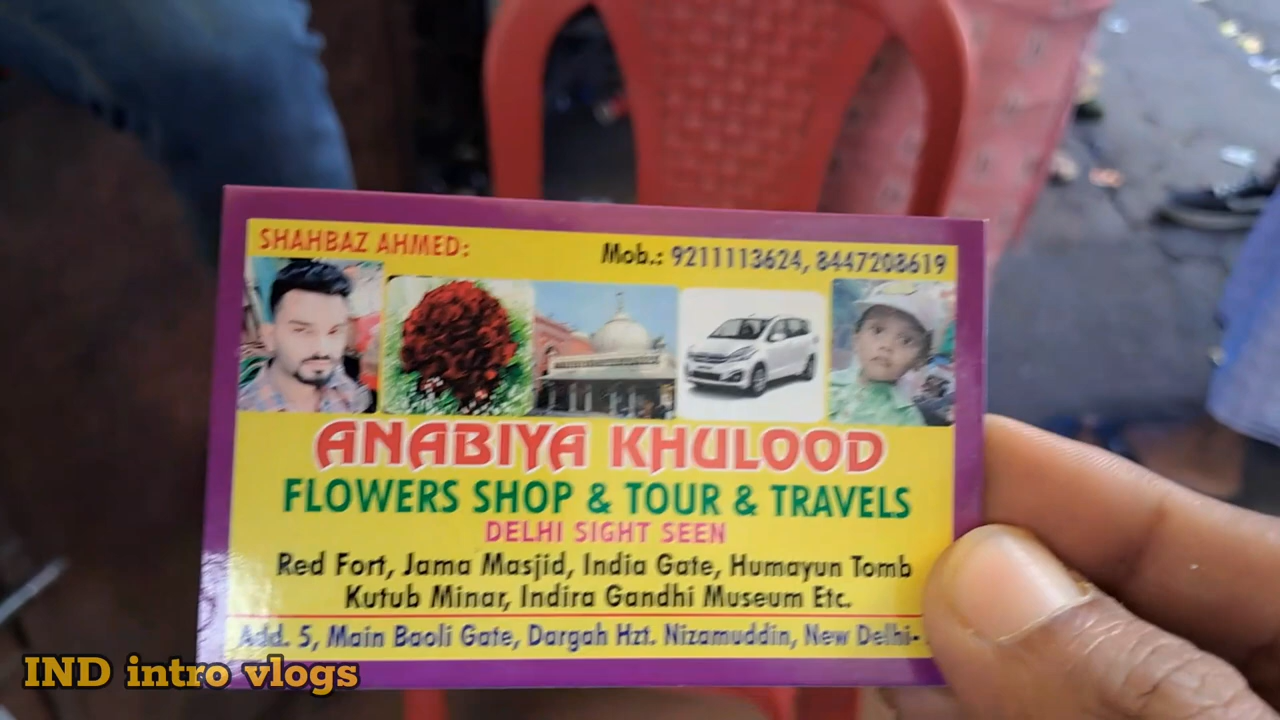 SHAHBAZ AHMED:
Mob.: 9211113624, 8447208619
ANABIYA KHULOOD
FLOWERS SHOP & TOUR & TRAVELS
DELHI SIGHT SEEN
Red Fort, Jama Masjid, India Gate, Humayun Tomb
Kutub Minar, Indira Gandhi Museum Etc.
Add. 5, Main Baoli Gate, Dargah Hzt. Nizamuddin, New Delhi-
IND intro vlogs